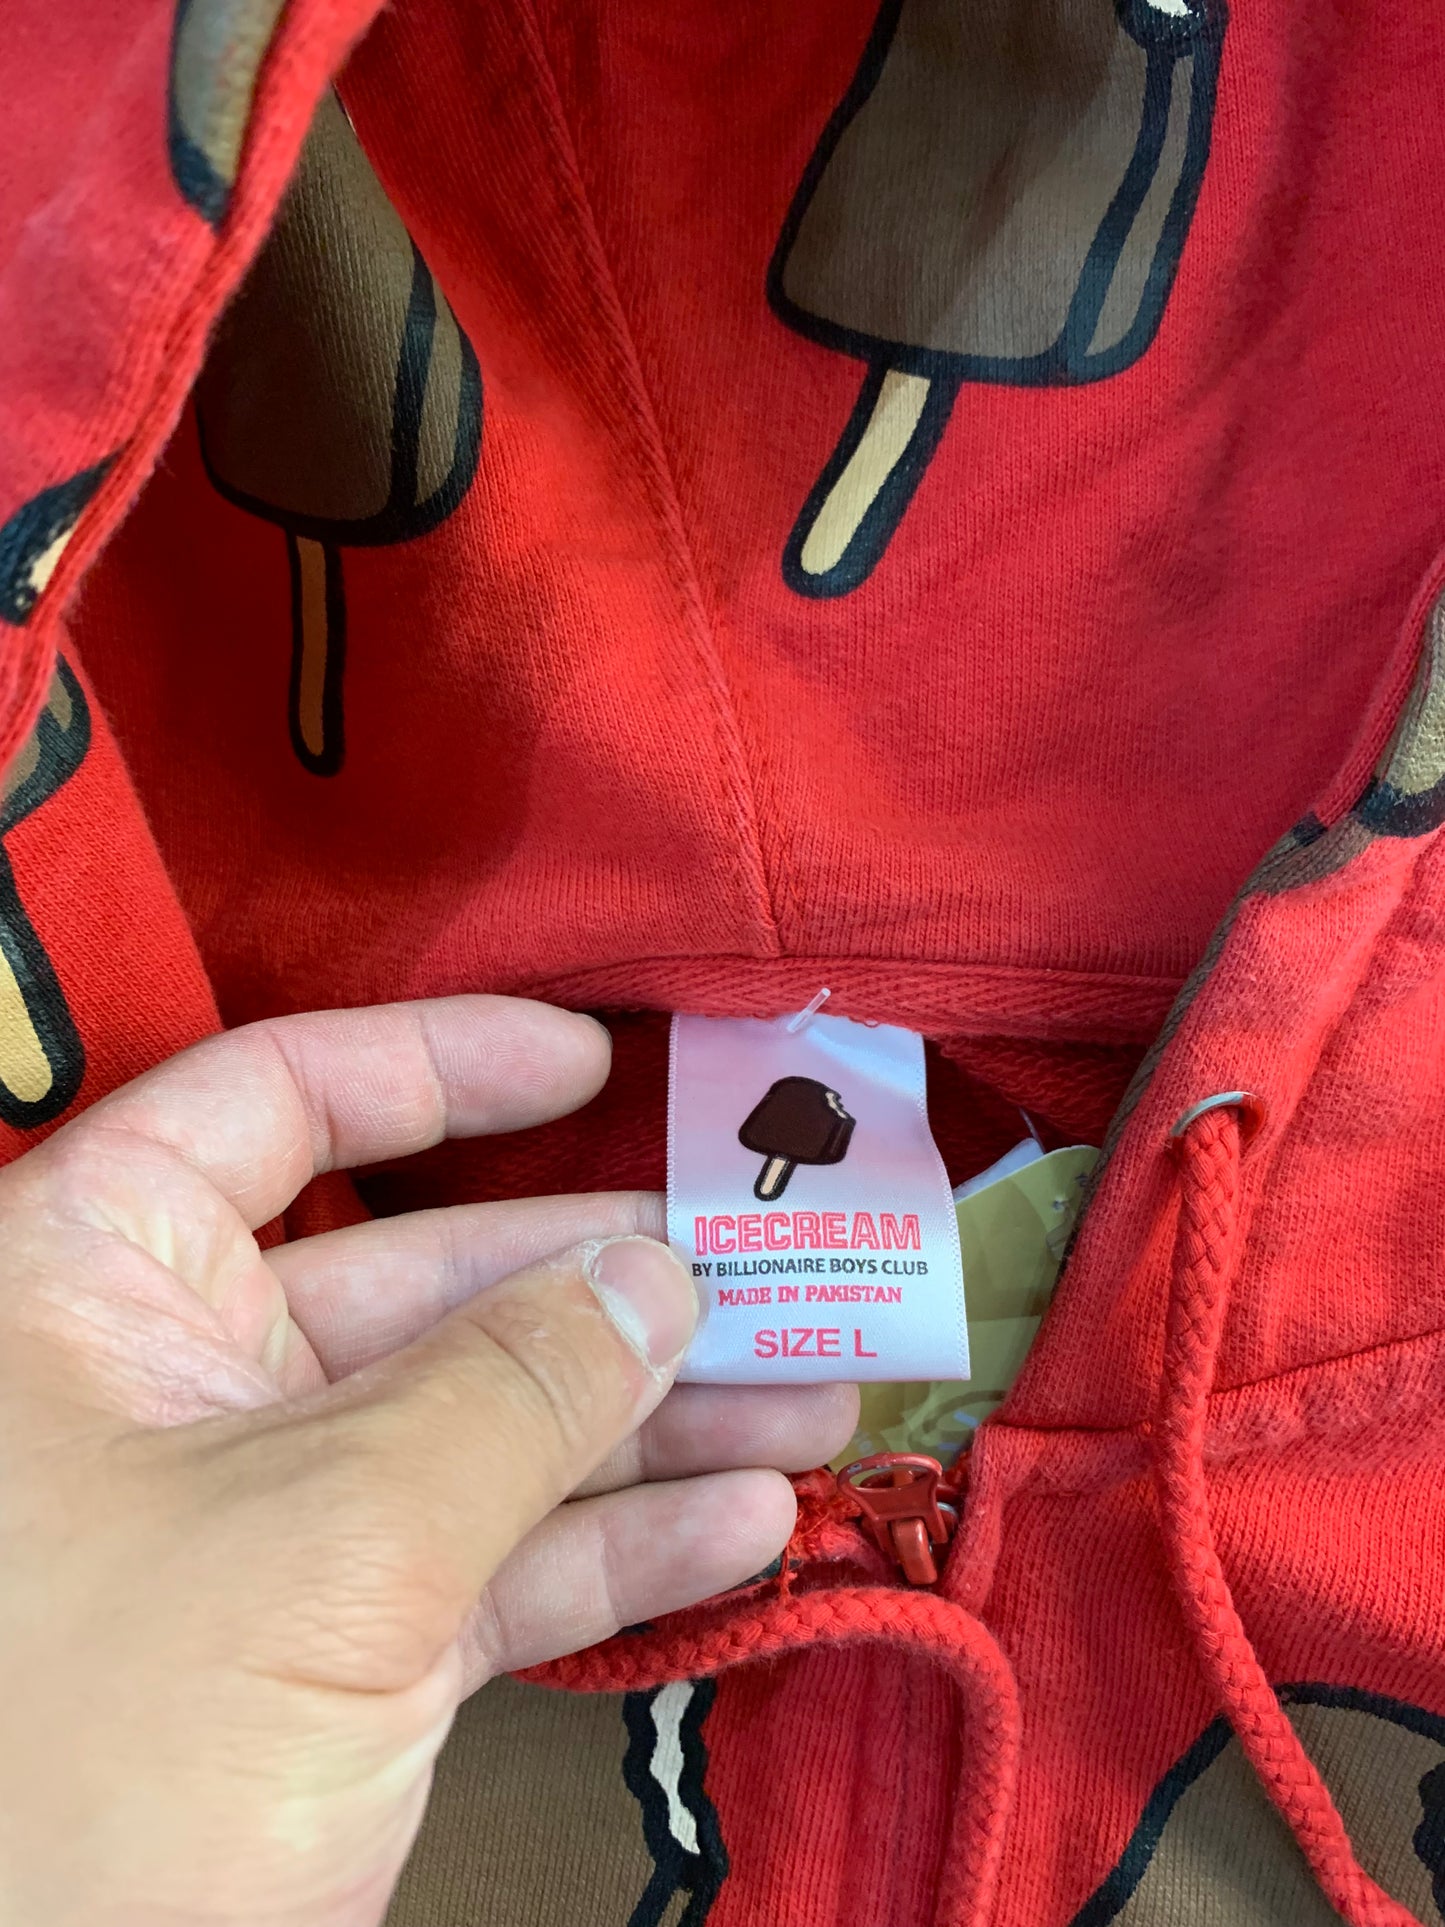 ICECREAM
BY BILLIONAIRE BOYS CLUB
MADE IN PAKISTAN
SIZE L